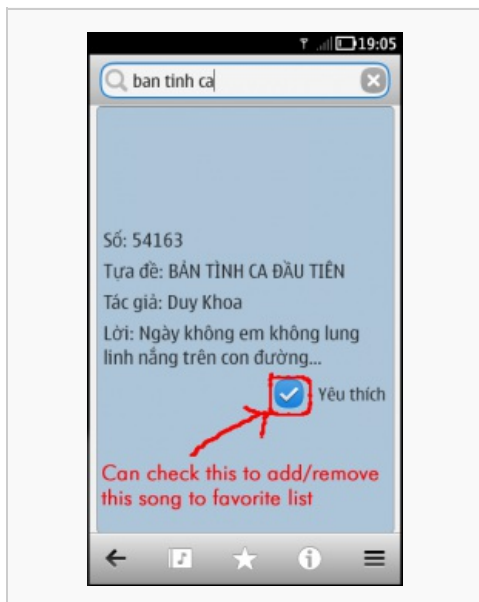 19:05
ban tinh ca
Số: 54163
Tựa đề: BẢN TÌNH CA ĐẦU TIÊN
Tác giả: Duy Khoa
Lời: Ngày không em không lung
linh nắng trên con đường...
Yêu thích
Can check this to add/remove
this song to favorite list